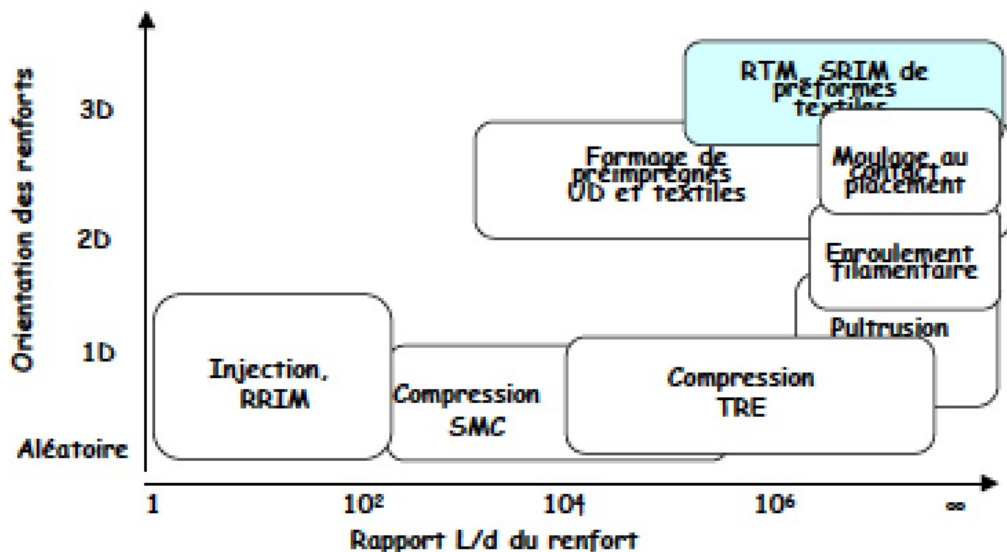 Orientation des renforts
3D
2D
1D
Aléatoire
RTM, SRIM de
préformes
textiles
Formage de
préimprégnés
UD et textiles
Moulage au
contact,
placement
Enroulement
filamentaire
Pultrusion
Injection,
RRIM
Compression
SMC
Compression
TRE
1
10²
10⁴
10⁶
∞
Rapport L/d du renfort